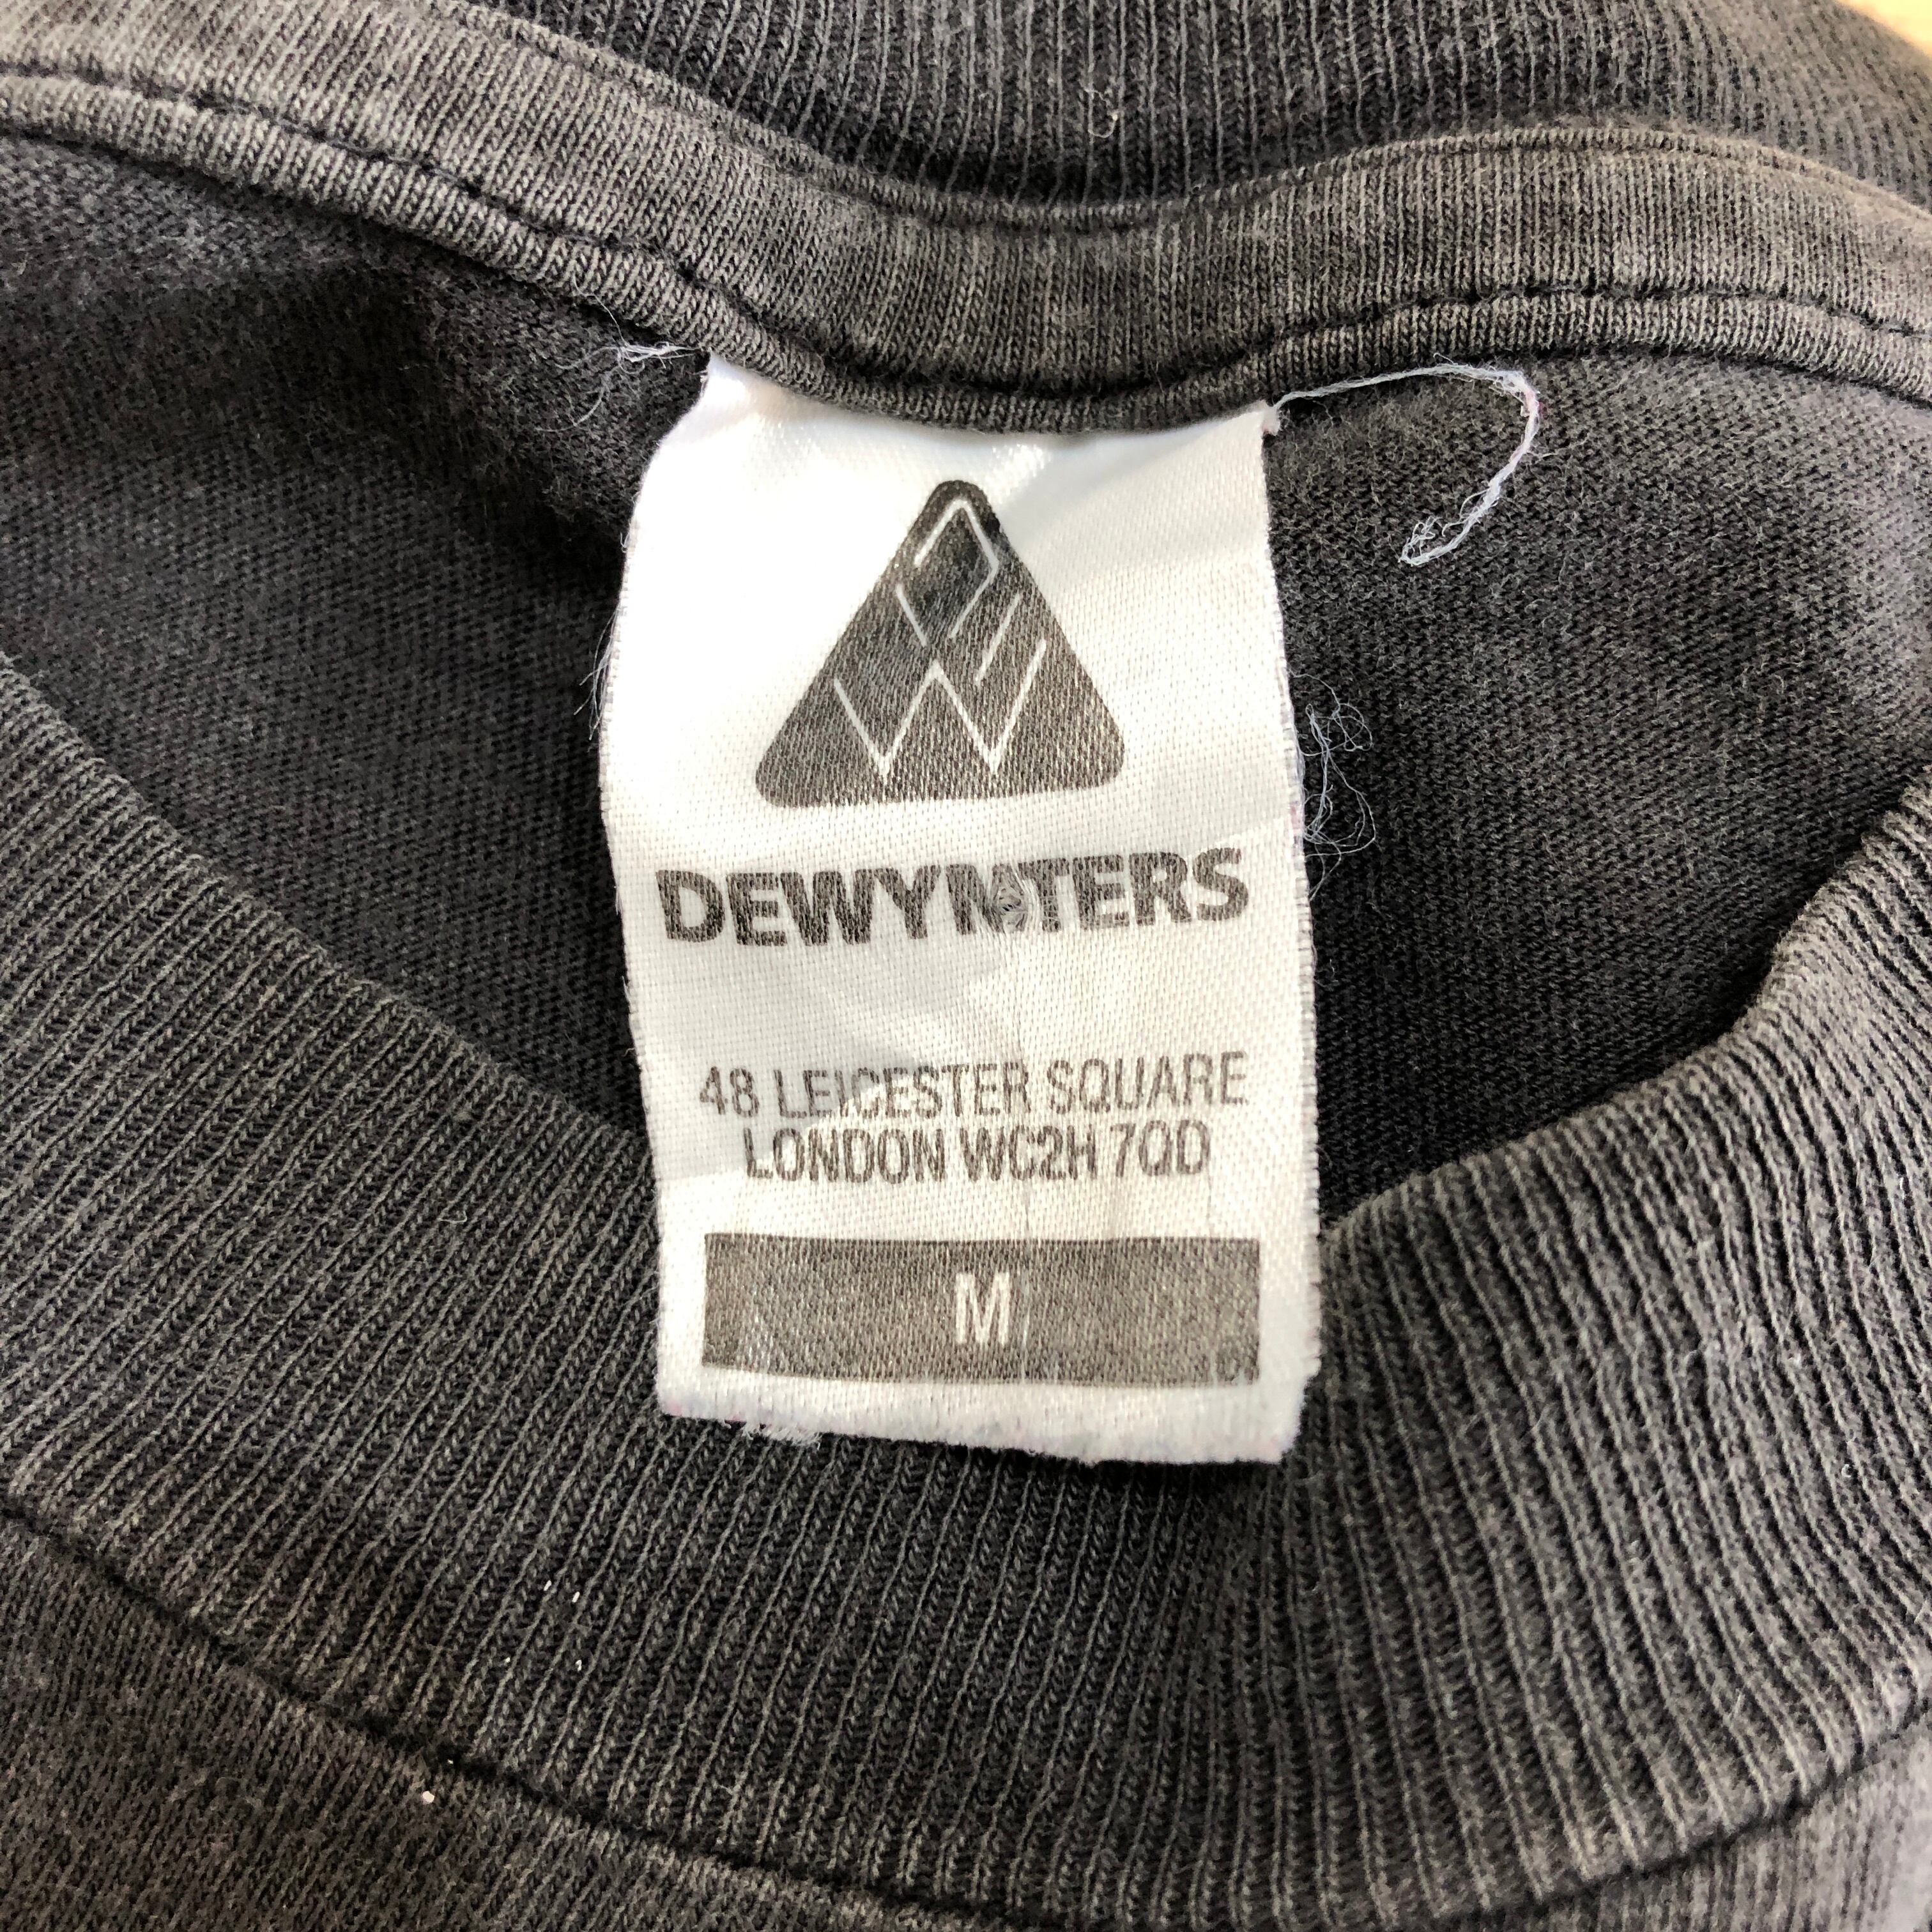 DEWYNTERS
48 LEICESTER SQUARE
LONDON WC2H 7QD
M